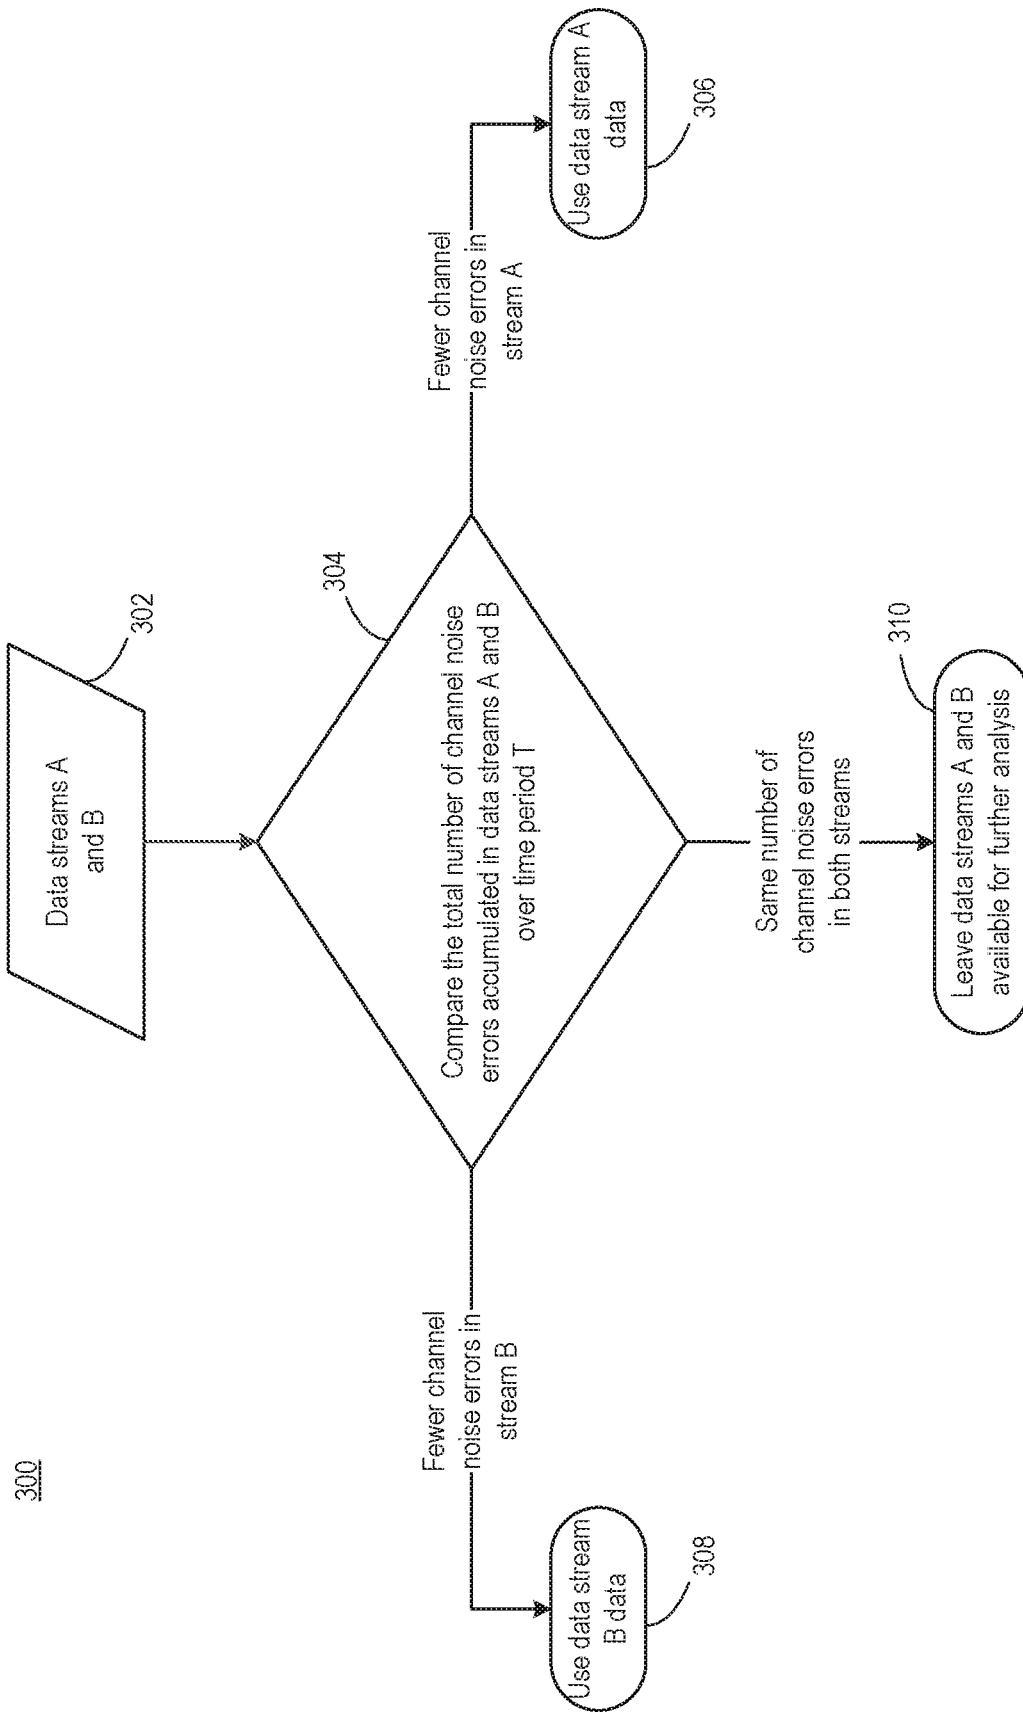 300
Data streams A
and B
302
304
Compare the total number of channel noise
errors accumulated in data streams A and B
over time period T
Fewer channel
noise errors in
stream B
Fewer channel
noise errors in
stream A
Use data stream
B data
308
Use data stream A
data
306
Same number of
channel noise errors
in both streams
310
Leave data streams A and B
available for further analysis